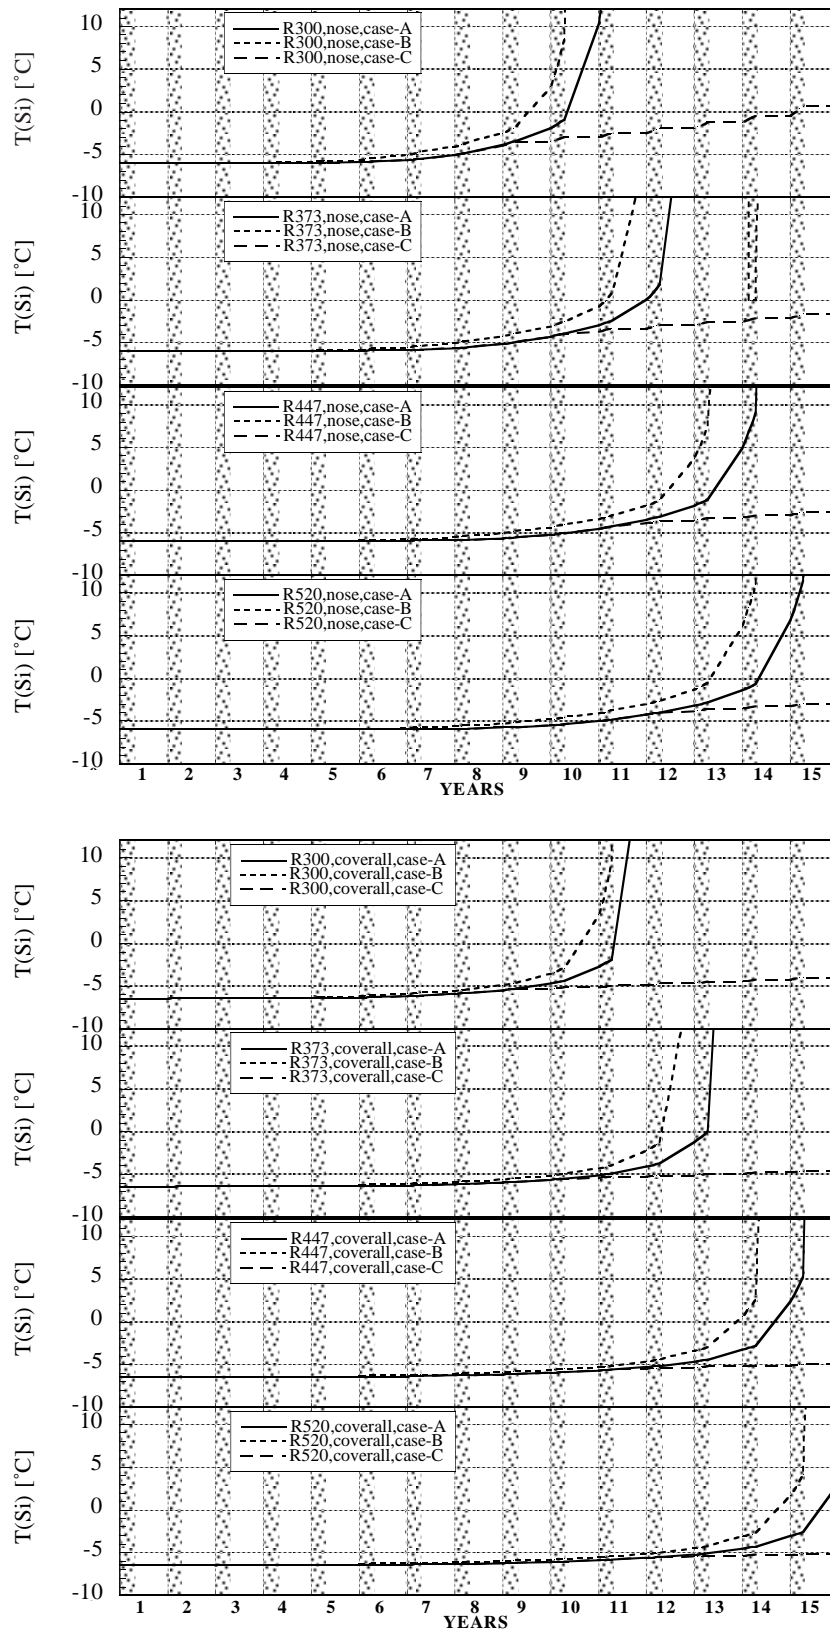 10
5
0
-5
-10
T(Si) [˚C]
R300,nose,case-A
R300,nose,case-B
R300,nose,case-C
10
5
0
-5
-10
T(Si) [˚C]
R373,nose,case-A
R373,nose,case-B
R373,nose,case-C
10
5
0
-5
-10
T(Si) [˚C]
R447,nose,case-A
R447,nose,case-B
R447,nose,case-C
10
5
0
-5
-10
T(Si) [˚C]
R520,nose,case-A
R520,nose,case-B
R520,nose,case-C
1 2 3 4 5 6 7 8 9 10 11 12 13 14 15
YEARS
10
5
0
-5
-10
T(Si) [˚C]
R300,coverall,case-A
R300,coverall,case-B
R300,coverall,case-C
10
5
0
-5
-10
T(Si) [˚C]
R373,coverall,case-A
R373,coverall,case-B
R373,coverall,case-C
10
5
0
-5
-10
T(Si) [˚C]
R447,coverall,case-A
R447,coverall,case-B
R447,coverall,case-C
10
5
0
-5
-10
T(Si) [˚C]
R520,coverall,case-A
R520,coverall,case-B
R520,coverall,case-C
1 2 3 4 5 6 7 8 9 10 11 12 13 14 15
YEARS